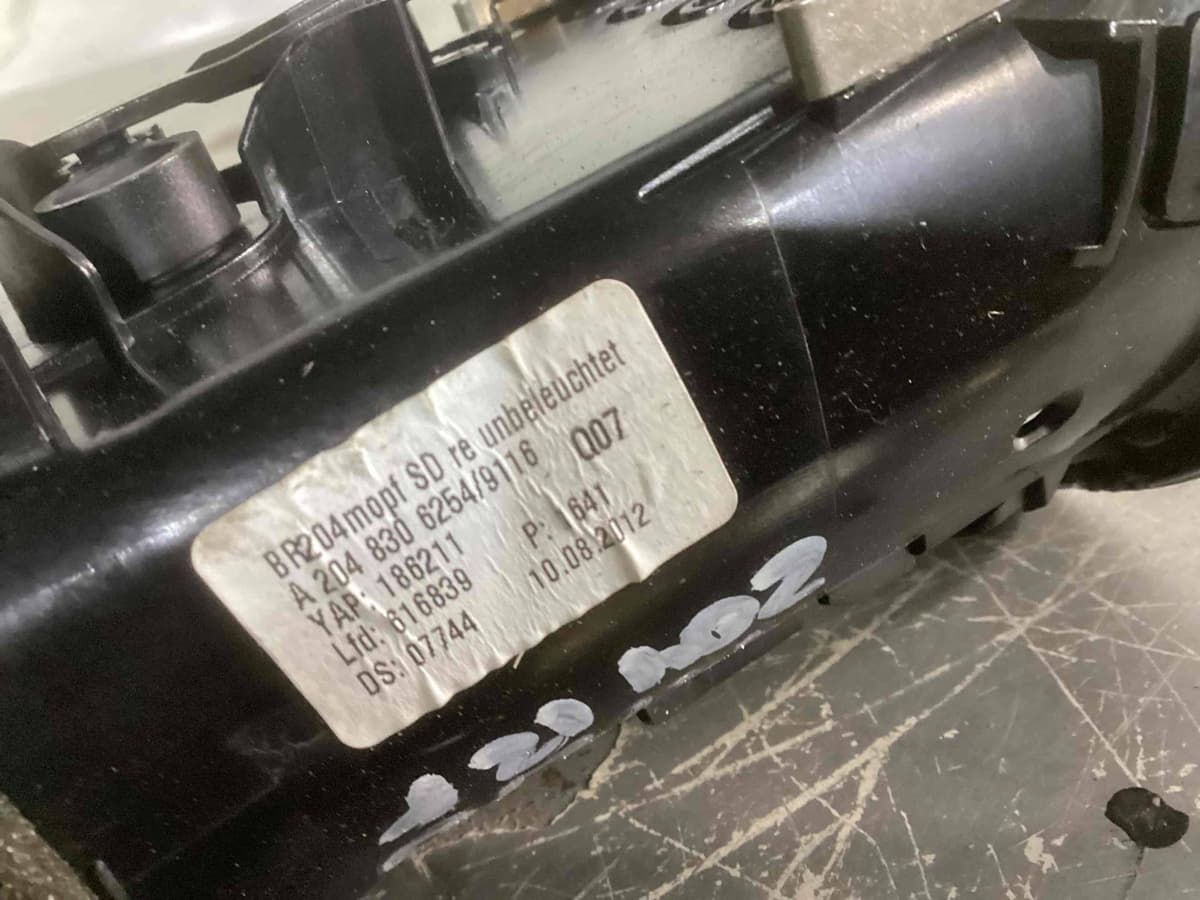 BR204mopf SD re unbeleuchtet
A 204 830 6254/9116 Q07
YAP: 186211 P: 641
Lfd: 616839 10.08.2012
DS: 07744